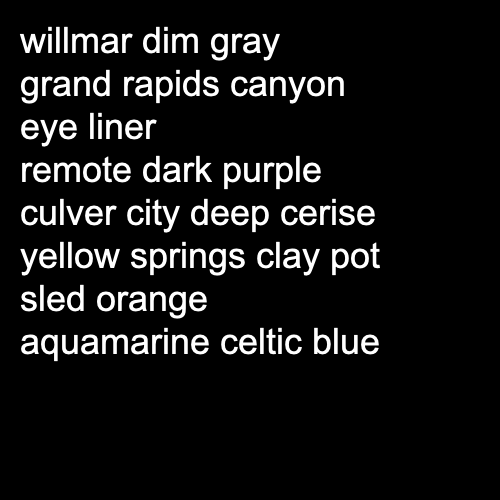 willmar dim gray
grand rapids canyon
eye liner
remote dark purple
culver city deep cerise
yellow springs clay pot
sled orange
aquamarine celtic blue